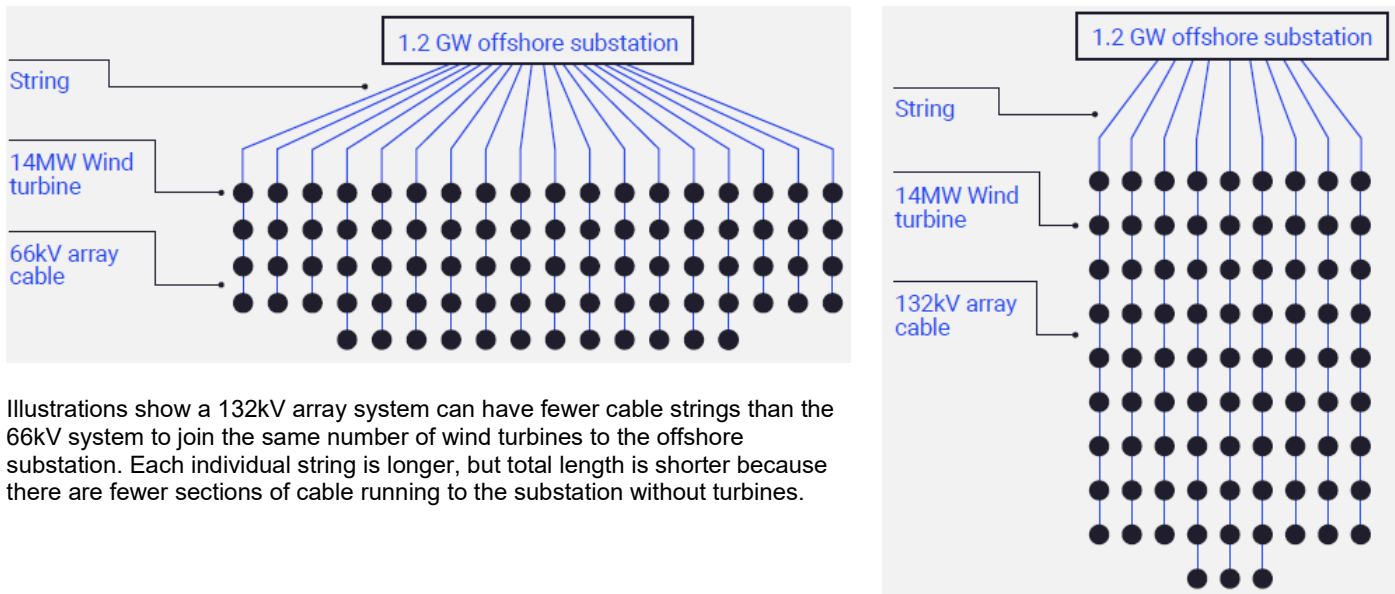 1.2 GW offshore substation
String
14MW Wind
turbine
66kV array
cable
Illustrations show a 132kV array system can have fewer cable strings than the
66kV system to join the same number of wind turbines to the offshore
substation. Each individual string is longer, but total length is shorter because
there are fewer sections of cable running to the substation without turbines.
1.2 GW offshore substation
String
14MW Wind
turbine
132kV array
cable